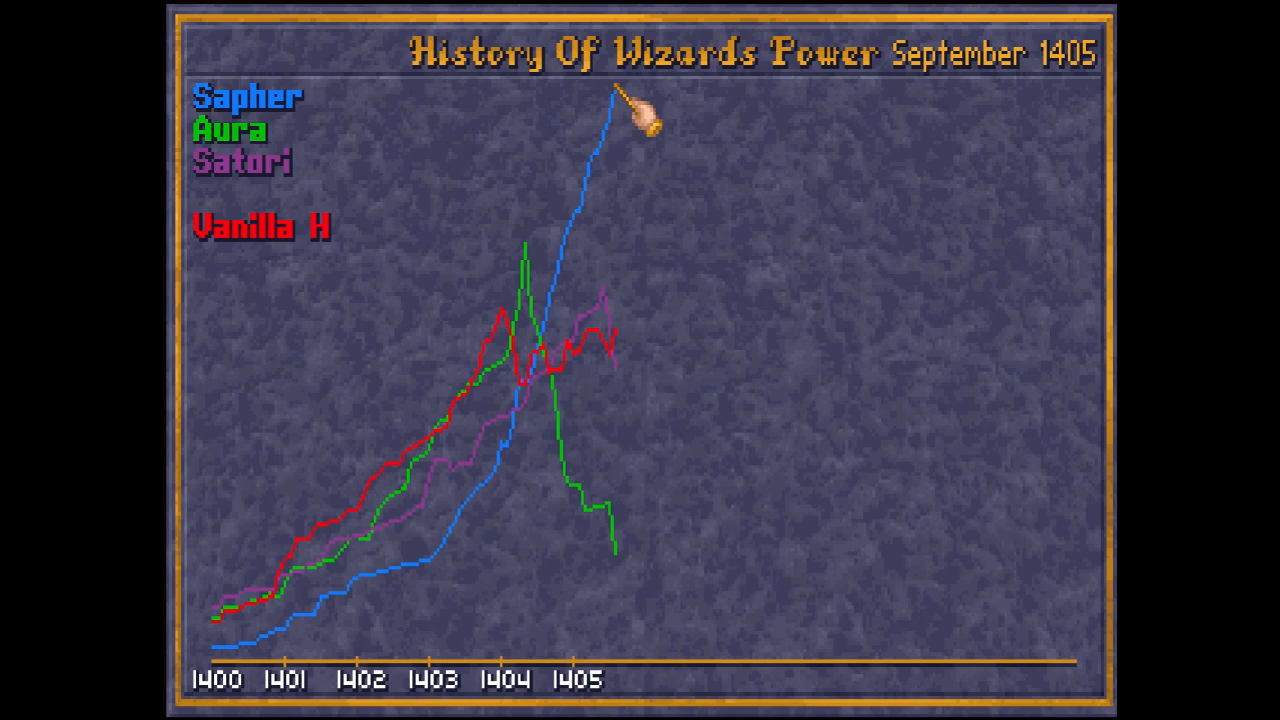 History Of Wizards Power September 1405
Sapher
Aura
Satori
Vanilla H
1400 1401 1402 1403 1404 1405